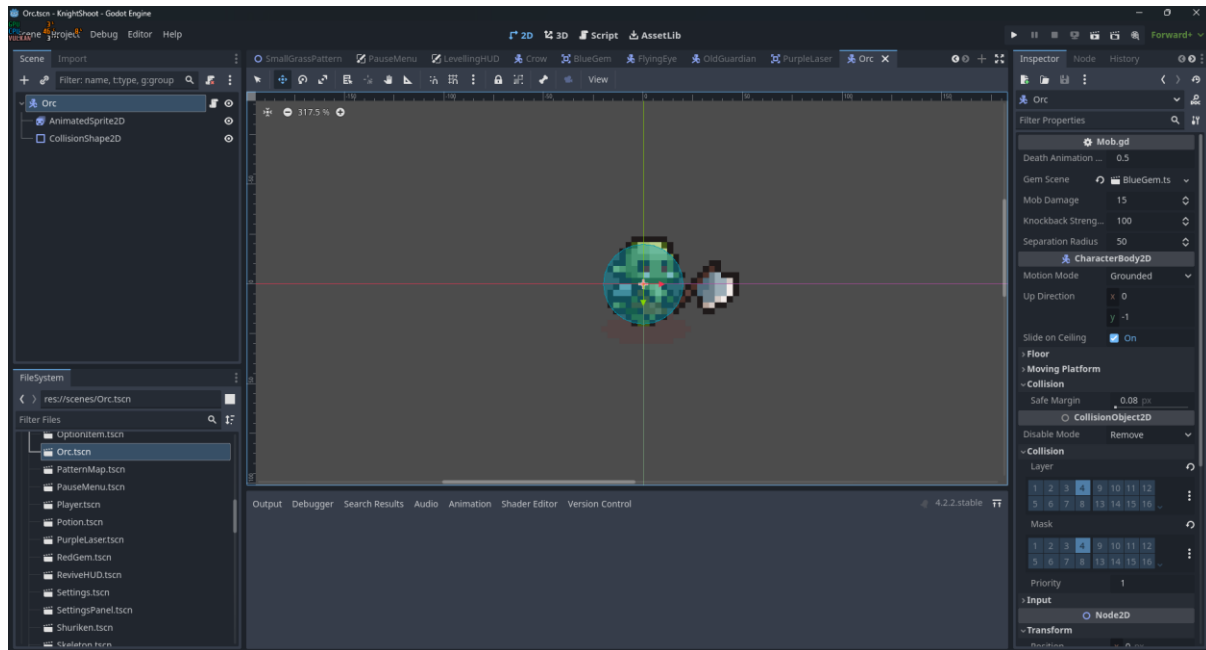 Orc.tscn - KnightShoot - Godot Engine
Scene Project Debug Editor Help
2D 3D Script AssetLib
Forward+
Scene Import
SmallGrassPattern PauseMenu LevellingHUD Crow BlueGem FlyingEye OldGuardian PurpleLaser Orc
Inspector Node History
Filter: name, t:type, g:group
View
Orc
AnimatedSprite2D
CollisionShape2D
317.5 %
Orc
Filter Properties
Mob.gd
Death Animation ... 0.5
Gem Scene BlueGem.ts
Mob Damage 15
Knockback Streng... 100
Separation Radius 50
CharacterBody2D
Motion Mode Grounded
Up Direction x 0
y -1
Slide on Ceiling On
Floor
Moving Platform
Collision
Safe Margin 0.08 px
CollisionObject2D
Disable Mode Remove
Collision
Layer
1 2 3 4 9 10 11 12
5 6 7 8 13 14 15 16
Mask
1 2 3 4 9 10 11 12
5 6 7 8 13 14 15 16
Priority 1
Input
Node2D
Transform
Position
FileSystem
res://scenes/Orc.tscn
Filter Files
OptionItem.tscn
Orc.tscn
PatternMap.tscn
PauseMenu.tscn
Player.tscn
Potion.tscn
PurpleLaser.tscn
RedGem.tscn
ReviveHUD.tscn
Settings.tscn
SettingsPanel.tscn
Shuriken.tscn
Skeleton.tscn
Output Debugger Search Results Audio Animation Shader Editor Version Control
4.2.2.stable